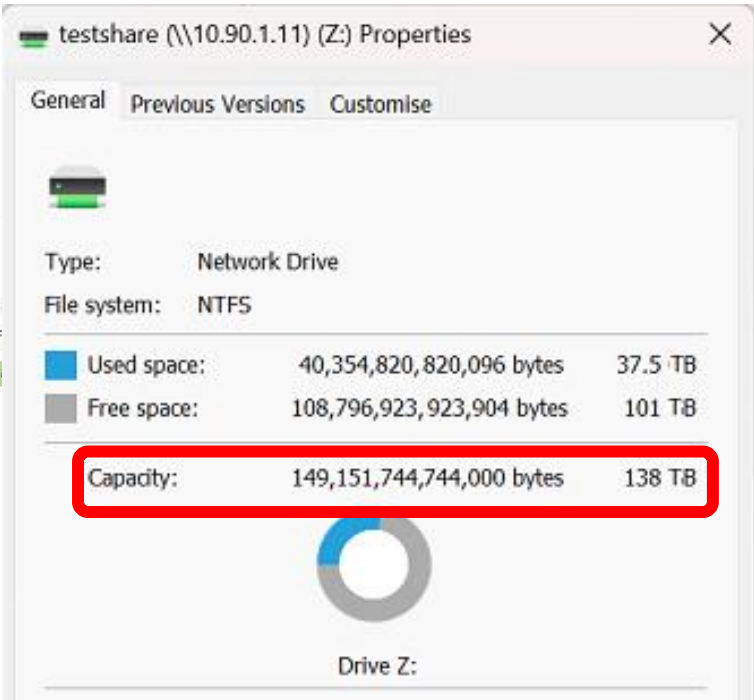 testshare (\\10.90.1.11) (Z:) Properties
General Previous Versions Customise
Type: Network Drive
File system: NTFS
Used space: 40,354,820,820,096 bytes 37.5 TB
Free space: 108,796,923,923,904 bytes 101 TB
Capacity: 149,151,744,744,000 bytes 138 TB
Drive Z: